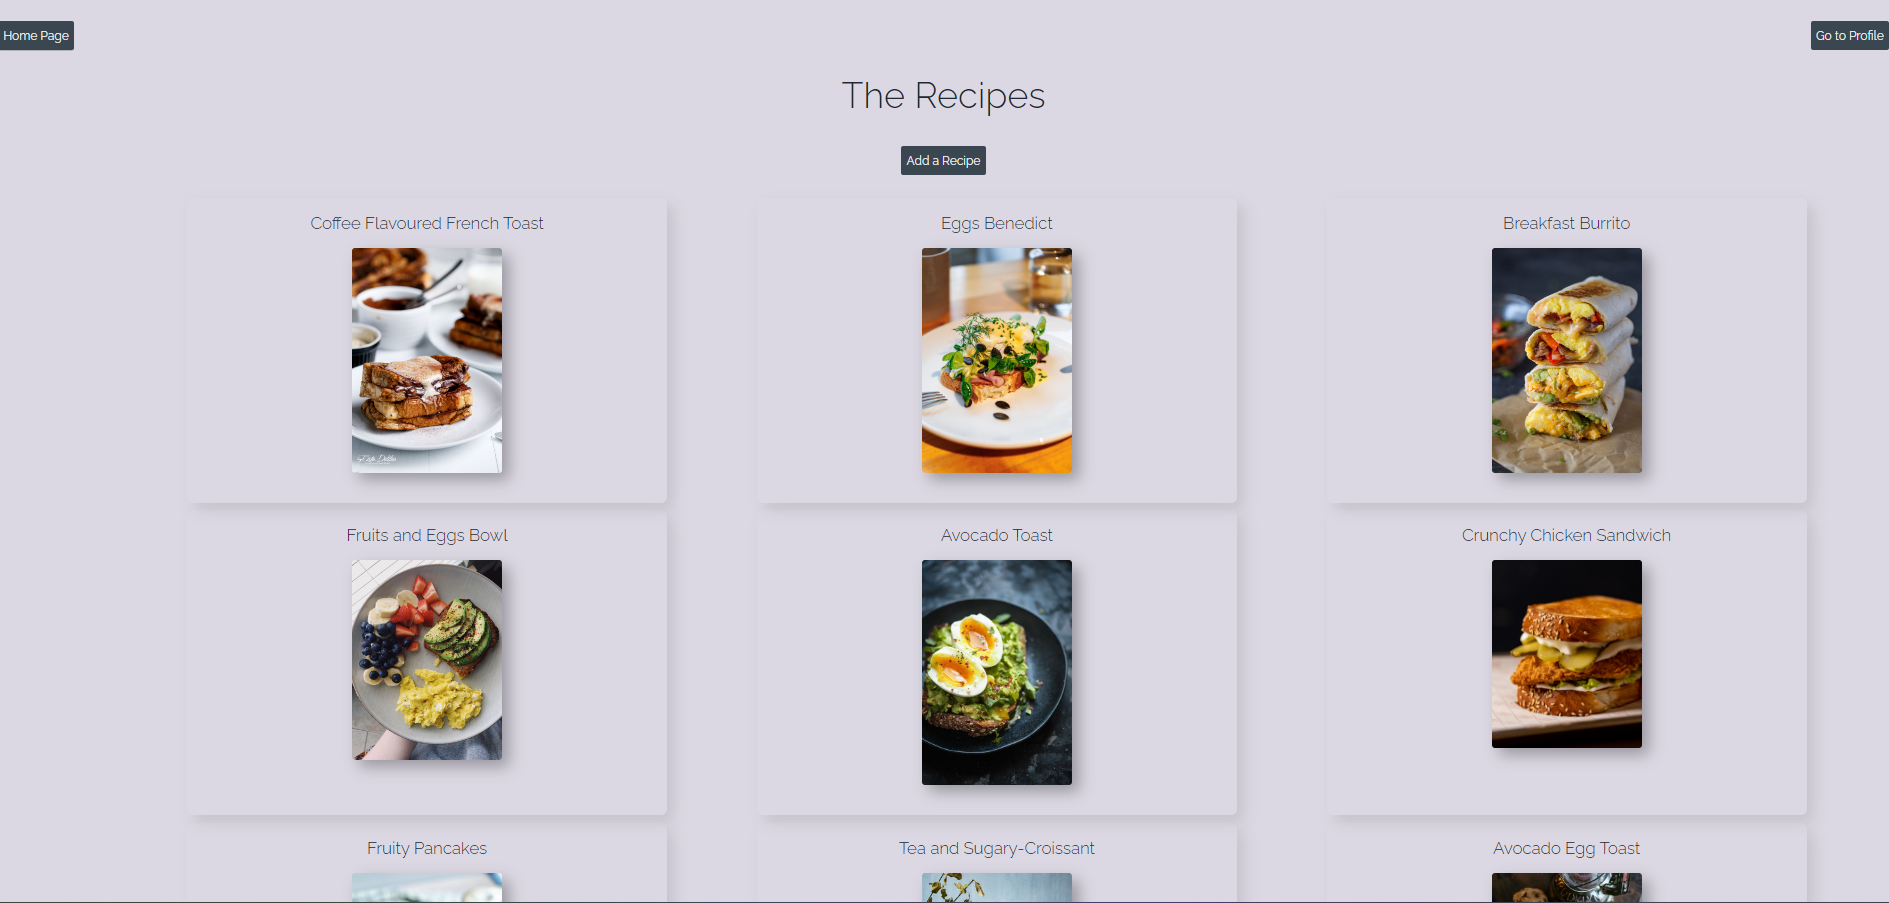 Home Page
Go to Profile
The Recipes
Add a Recipe
Coffee Flavoured French Toast
Eggs Benedict
Breakfast Burrito
Fruits and Eggs Bowl
Avocado Toast
Crunchy Chicken Sandwich
Fruity Pancakes
Tea and Sugary-Croissant
Avocado Egg Toast